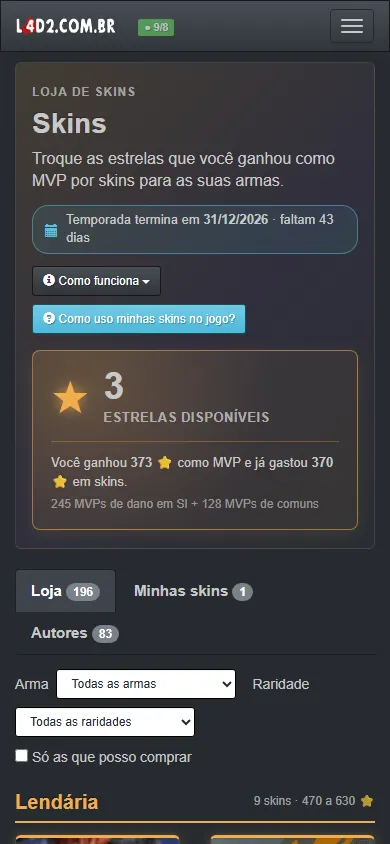 L4D2.COM.BR
● 9/8
LOJA DE SKINS
Skins
Troque as estrelas que você ganhou como
MVP por skins para as suas armas.
Temporada termina em 31/12/2026 · faltam 43
dias
Como funciona
Como uso minhas skins no jogo?
3
ESTRELAS DISPONÍVEIS
Você ganhou 373 ⭐ como MVP e já gastou 370
⭐ em skins.
245 MVPs de dano em SI + 128 MVPs de comuns
Loja 196
Minhas skins 1
Autores 83
Arma Todas as armas Raridade
Todas as raridades
Só as que posso comprar
Lendária
9 skins · 470 a 630 ⭐